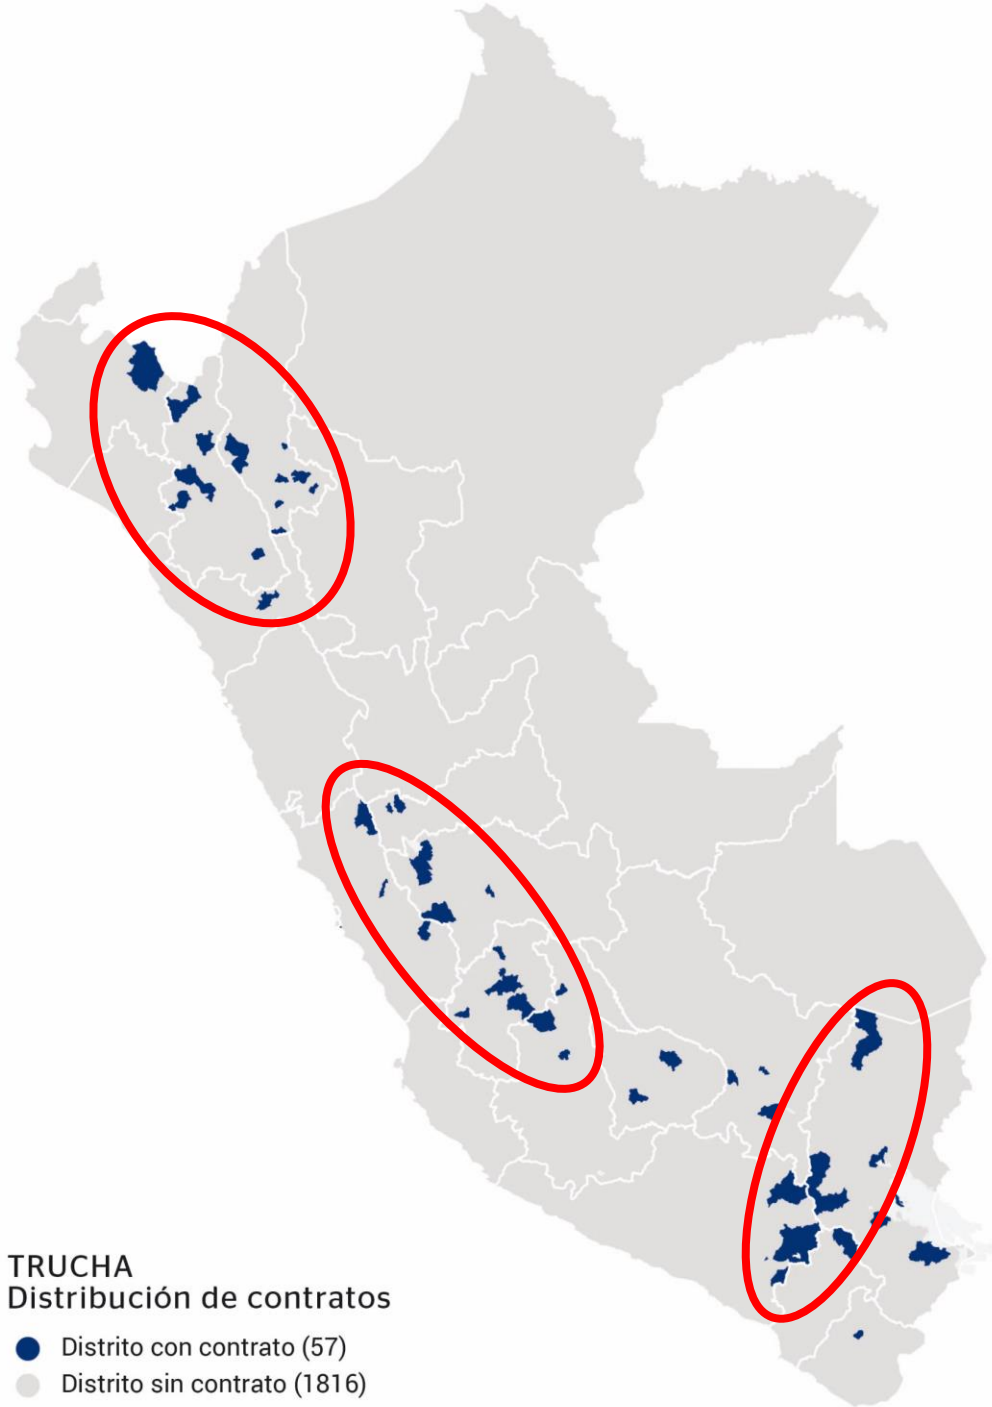 TRUCHA
Distribución de contratos
Distrito con contrato (57)
Distrito sin contrato (1816)